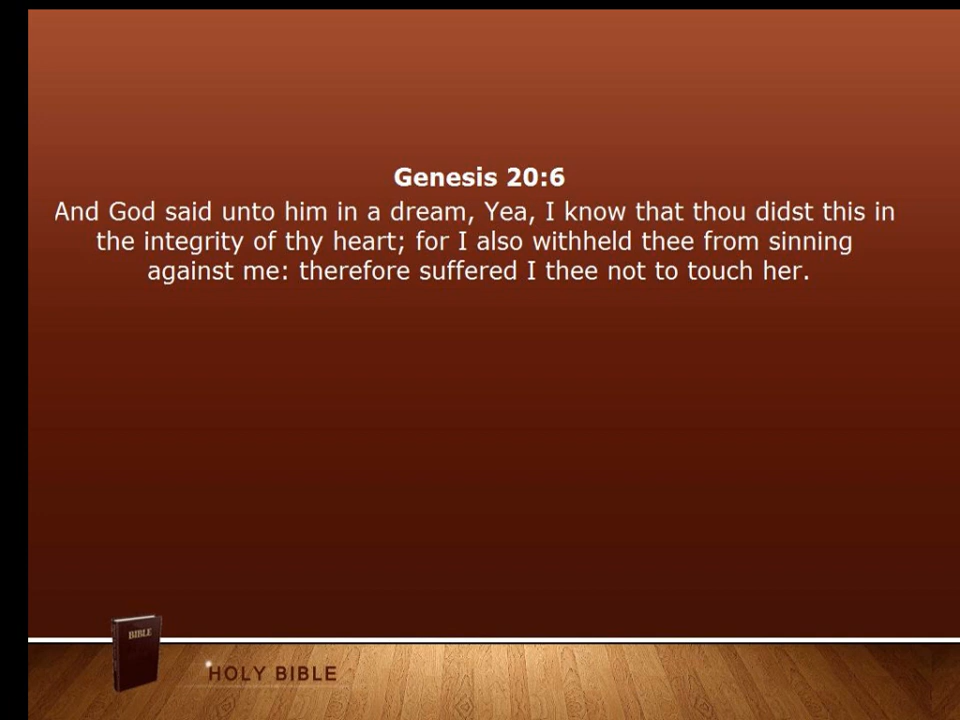 Genesis 20:6
And God said unto him in a dream, Yea, I know that thou didst this in
the integrity of thy heart; for I also withheld thee from sinning
against me: therefore suffered I thee not to touch her.
BIBLE
HOLY BIBLE